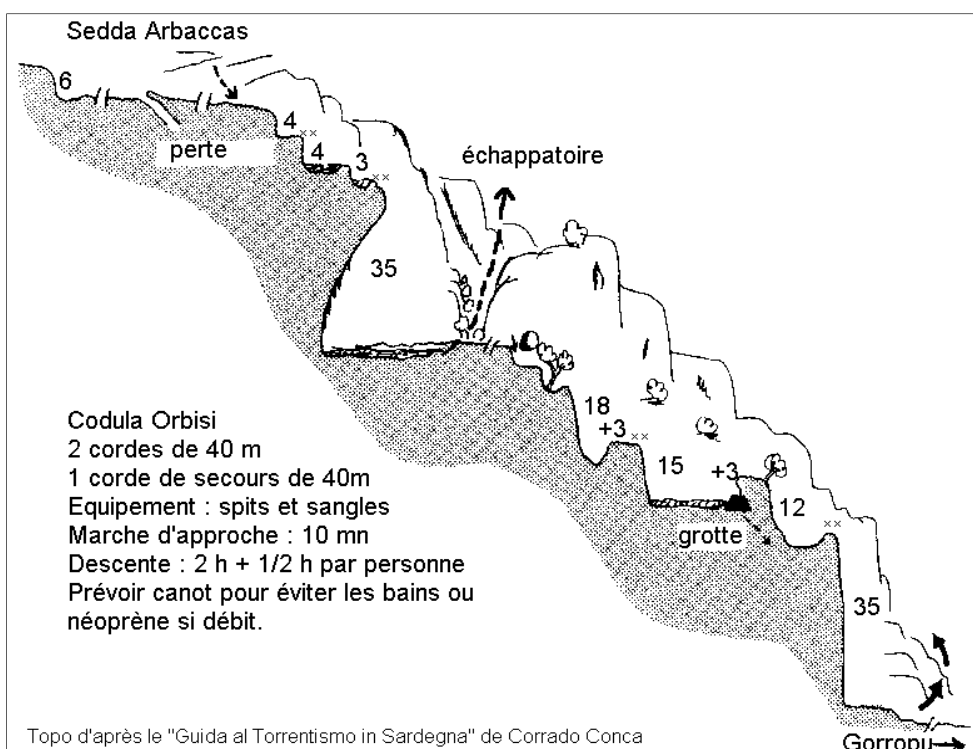 Sedda Arbaccas
6
4
perte
4
3
échappatoire
35
18
+3
15
+3
12
grotte
35
Codula Orbisi
2 cordes de 40 m
1 corde de secours de 40m
Equipement : spits et sangles
Marche d'approche : 10 mn
Descente : 2 h + 1/2 h par personne
Prévoir canot pour éviter les bains ou
néoprène si débit.
Topo d'après le "Guida al Torrentismo in Sardegna" de Corrado Conca
Gorropu